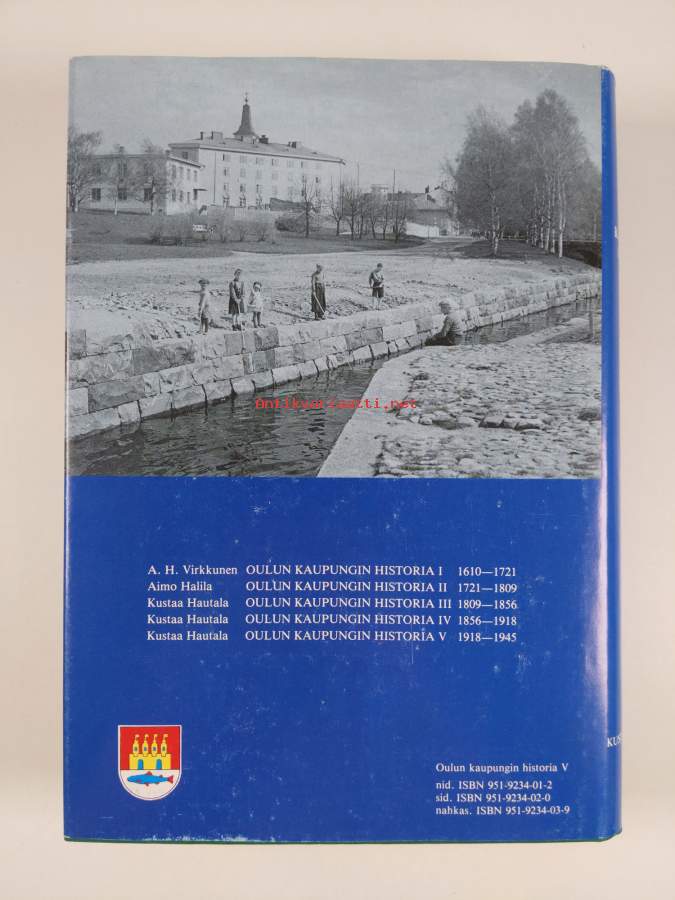 Antikvariaatti.net
A. H. Virkkunen OULUN KAUPUNGIN HISTORIA I 1610—1721
Aimo Halila OULUN KAUPUNGIN HISTORIA II 1721—1809
Kustaa Hautala OULUN KAUPUNGIN HISTORIA III 1809—1856
Kustaa Hautala OULUN KAUPUNGIN HISTORIA IV 1856—1918
Kustaa Hautala OULUN KAUPUNGIN HISTORIA V 1918—1945
Oulun kaupungin historia V
nid. ISBN 951-9234-01-2
sid. ISBN 951-9234-02-0
nahkas. ISBN 951-9234-03-9